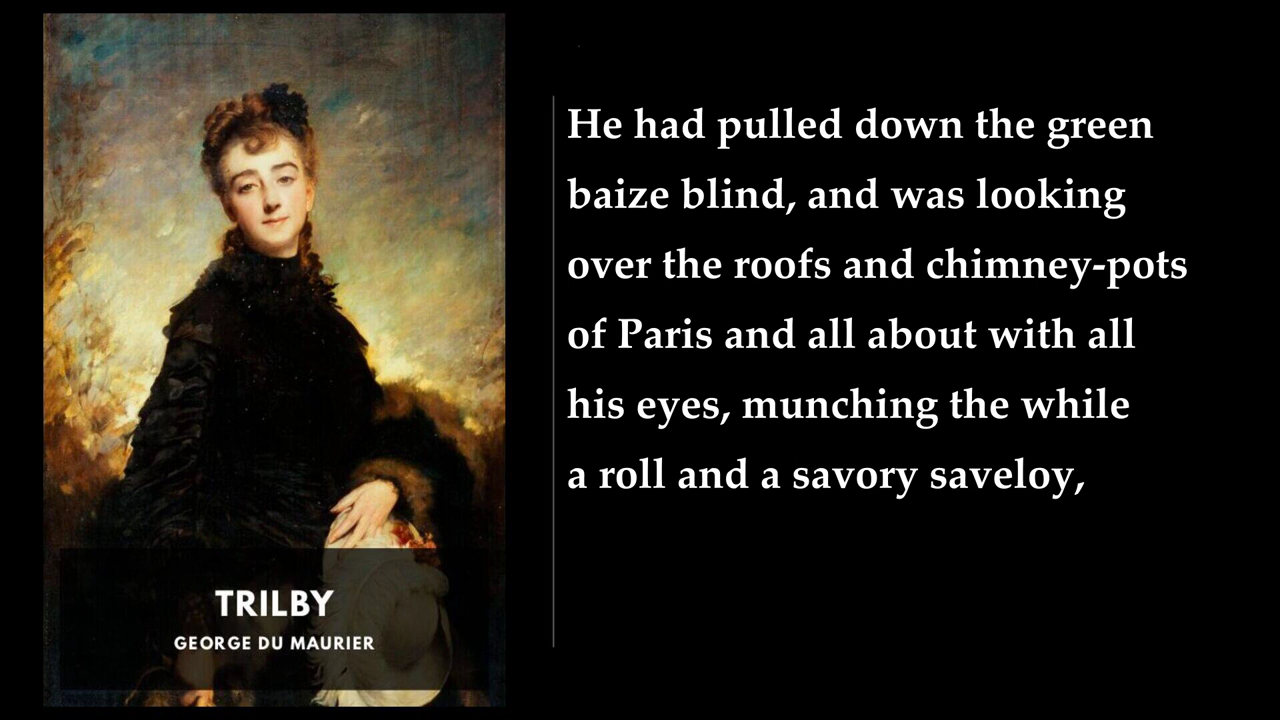 TRILBY
GEORGE DU MAURIER
He had pulled down the green
baize blind, and was looking
over the roofs and chimney-pots
of Paris and all about with all
his eyes, munching the while
a roll and a savory saveloy,